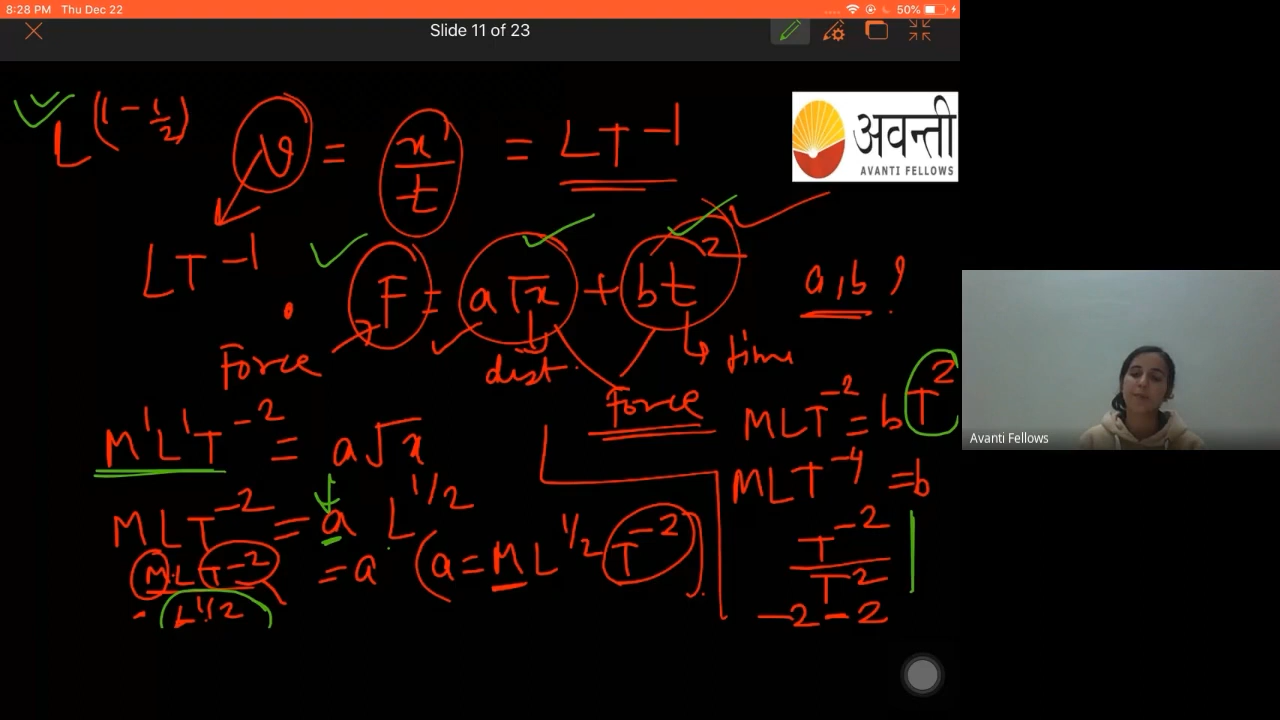 8:28 PM Thu Dec 22
50%
Slide 11 of 23
L^(1-1/2)
v = x/t = LT^-1
अवन्ती
AVANTI FELLOWS
LT^-1
F = a√x + bt^2
a,b ?
Force
dist.
time
Force
M^1L^1T^-2 = a√x
MLT^-2 = a L^1/2
MLT^-2/L^1/2 = a (a = ML^1/2 T^-2)
MLT^-2 = bT^2
MLT^-4 = b
T^-2/T^2
-2-2
Avanti Fellows